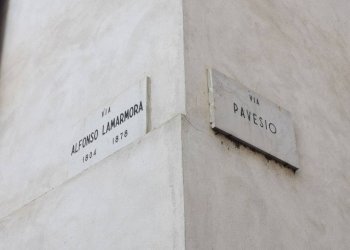 VIA
ALFONSO LAMARMORA
1804 1878
VIA
PAVESIO